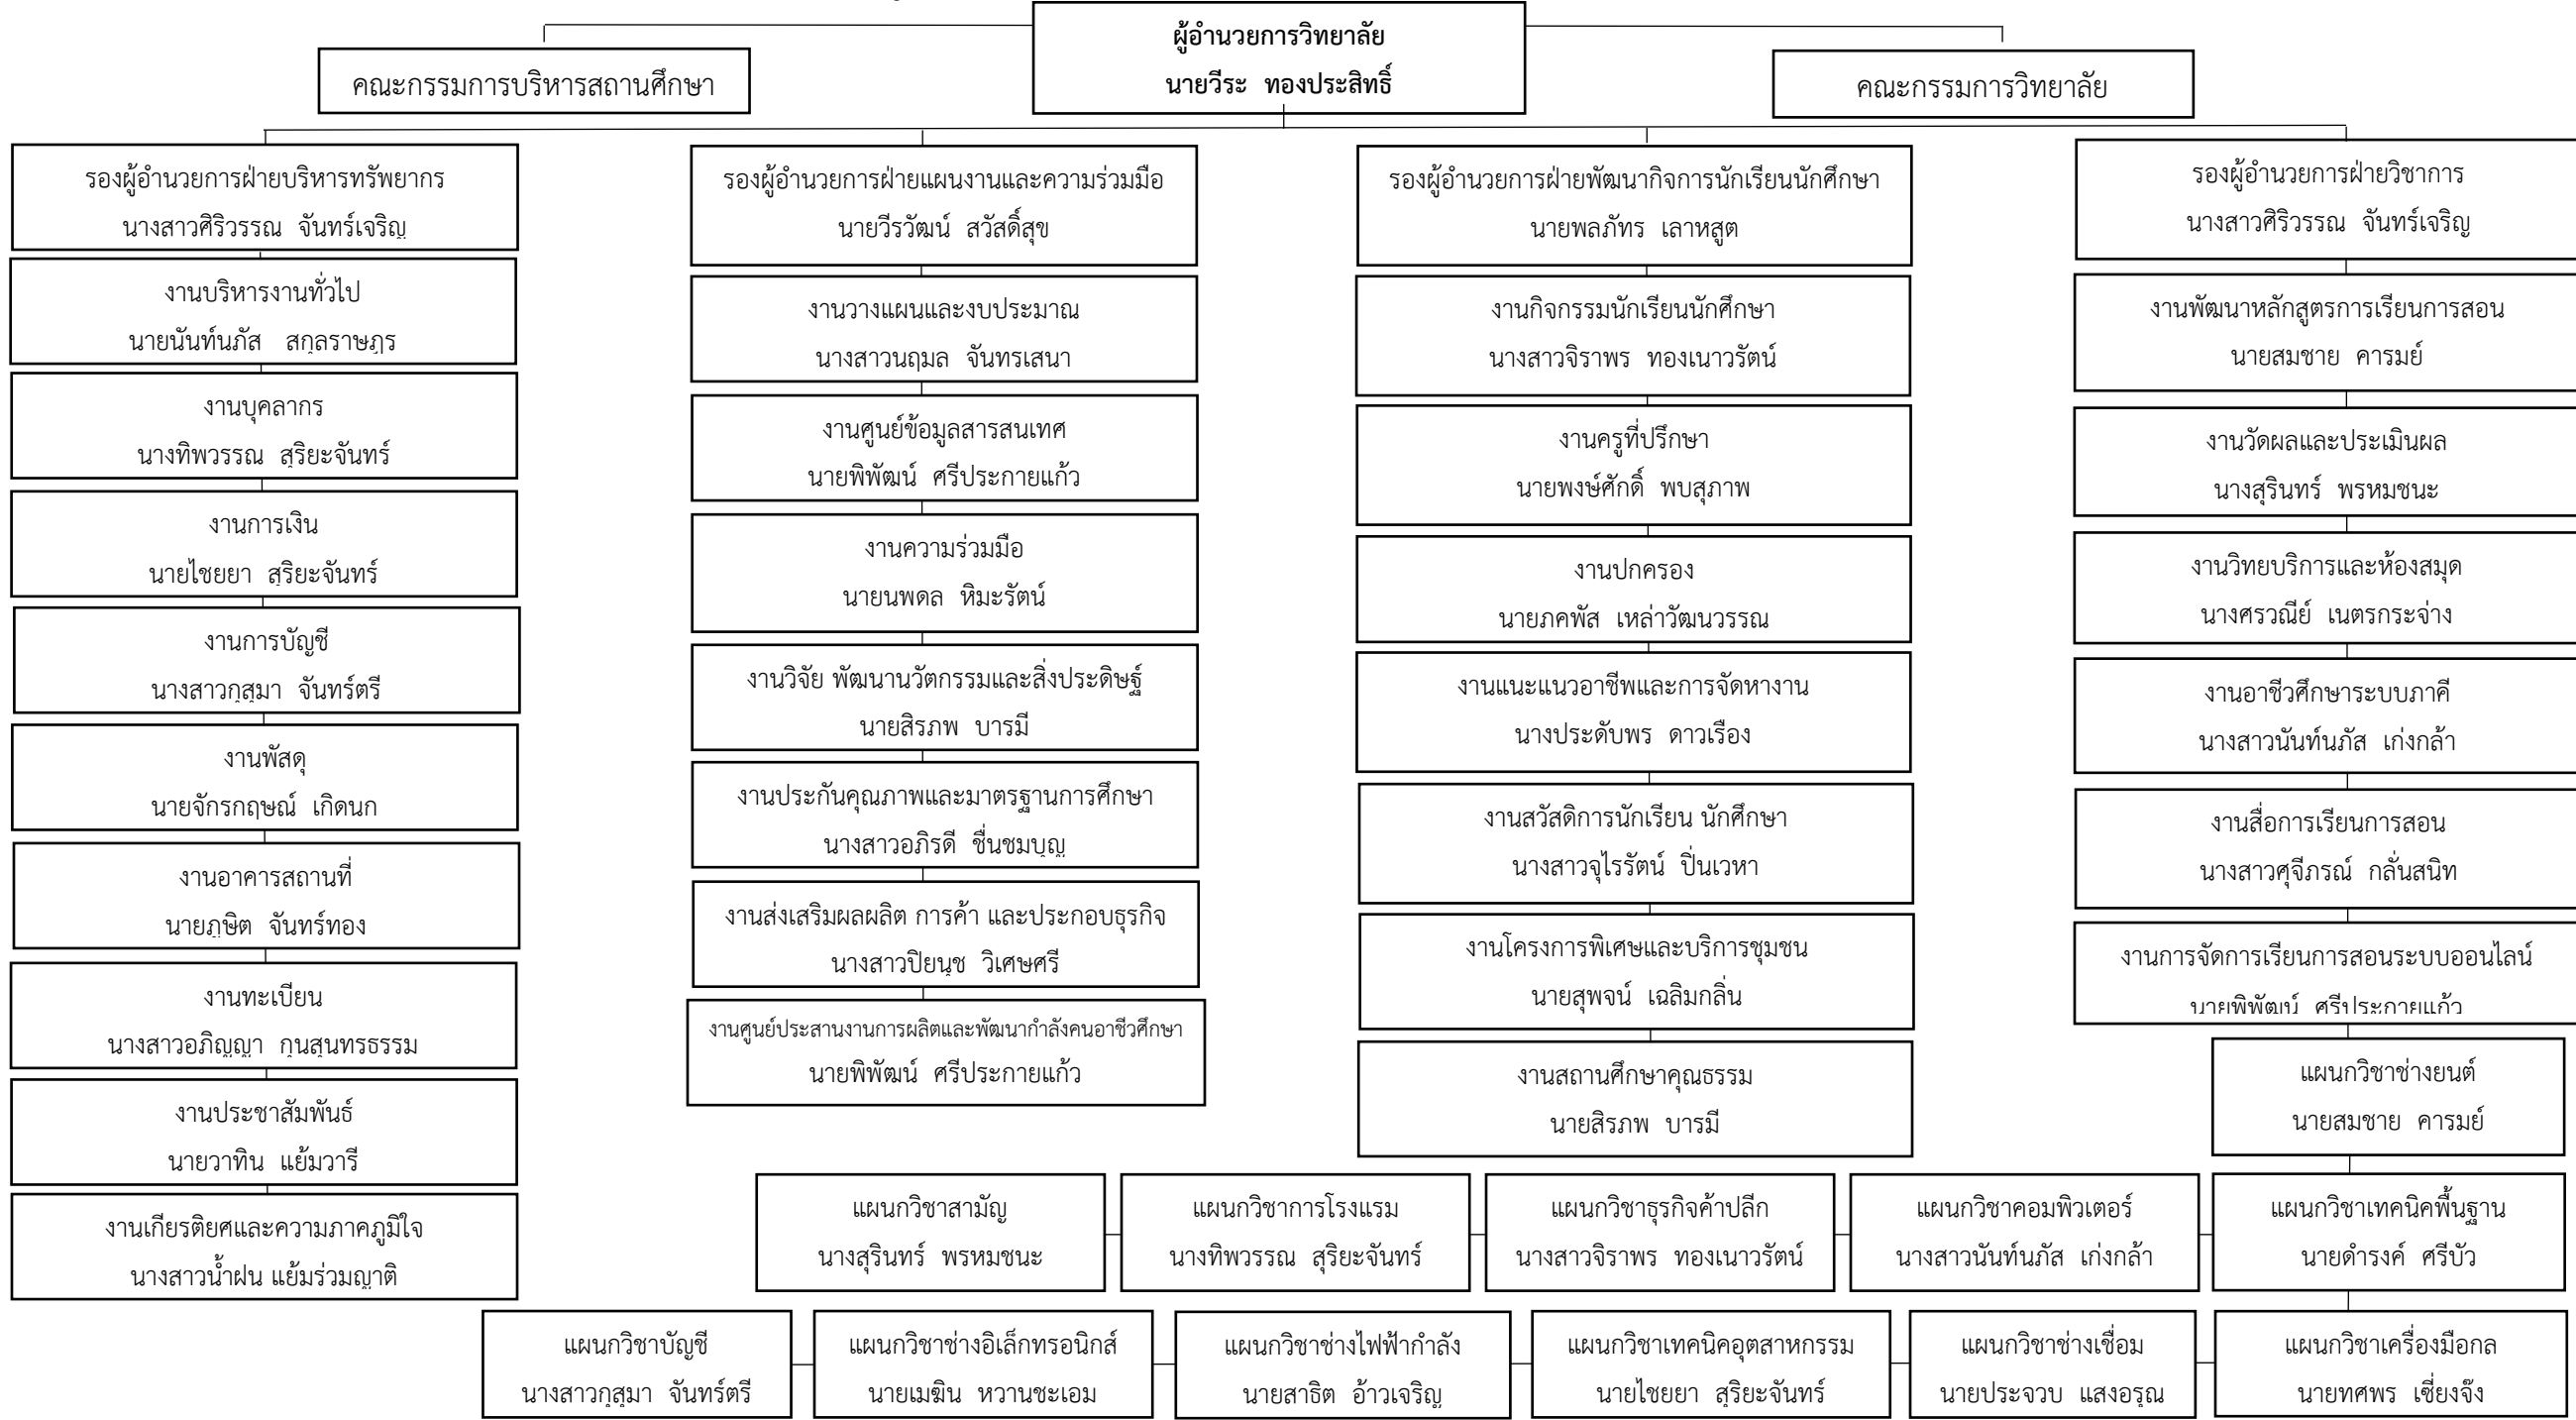 ผู้อำนวยการวิทยาลัย
นายวีระ ทองประสิทธิ์
คณะกรรมการบริหารสถานศึกษา
คณะกรรมการวิทยาลัย
รองผู้อำนวยการฝ่ายบริหารทรัพยากร
นางสาวศิริวรรณ จันทร์เจริญ
งานบริหารงานทั่วไป
นายนันท์นภัส สกุลราษฎร
งานบุคลากร
นางทิพวรรณ สุริยะจันทร์
งานการเงิน
นายไชยยา สุริยะจันทร์
งานการบัญชี
นางสาวกุสุมา จันทร์ตรี
งานพัสดุ
นายจักรกฤษณ์ เกิดนก
งานอาคารสถานที่
นายภูษิต จันทร์ทอง
งานทะเบียน
นางสาวอภิญญา กูนสุนทรธรรม
งานประชาสัมพันธ์
นายวาทิน แย้มวารี
งานเกียรติยศและความภาคภูมิใจ
นางสาวน้ำฝน แย้มร่วมญาติ
รองผู้อำนวยการฝ่ายแผนงานและความร่วมมือ
นายวีรวัฒน์ สวัสดิ์สุข
งานวางแผนและงบประมาณ
นางสาวนฤมล จันทรเสนา
งานศูนย์ข้อมูลสารสนเทศ
นายพิพัฒน์ ศรีประกายแก้ว
งานความร่วมมือ
นายนพดล หิมะรัตน์
งานวิจัย พัฒนานวัตกรรมและสิ่งประดิษฐ์
นายสิรภพ บารมี
งานประกันคุณภาพและมาตรฐานการศึกษา
นางสาวอภิรดี ชื่นชมบุญ
งานส่งเสริมผลผลิต การค้า และประกอบธุรกิจ
นางสาวปิยนุช วิเศษศรี
งานศูนย์ประสานงานการผลิตและพัฒนากำลังคนอาชีวศึกษา
นายพิพัฒน์ ศรีประกายแก้ว
รองผู้อำนวยการฝ่ายพัฒนากิจการนักเรียนนักศึกษา
นายพลภัทร เลาหสูต
งานกิจกรรมนักเรียนนักศึกษา
นางสาวจิราพร ทองเนาวรัตน์
งานครูที่ปรึกษา
นายพงษ์ศักดิ์ พบสุภาพ
งานปกครอง
นายภคพัส เหล่าวัฒนวรรณ
งานแนะแนวอาชีพและการจัดหางาน
นางประดับพร ดาวเรือง
งานสวัสดิการนักเรียน นักศึกษา
นางสาวจุไรรัตน์ ปิ่นเวหา
งานโครงการพิเศษและบริการชุมชน
นายสุพจน์ เฉลิมกลิ่น
งานสถานศึกษาคุณธรรม
นายสิรภพ บารมี
รองผู้อำนวยการฝ่ายวิชาการ
นางสาวศิริวรรณ จันทร์เจริญ
งานพัฒนาหลักสูตรการเรียนการสอน
นายสมชาย คารมย์
งานวัดผลและประเมินผล
นางสุรินทร์ พรหมชนะ
งานวิทยบริการและห้องสมุด
นางศรวณีย์ เนตรกระจ่าง
งานอาชีวศึกษาระบบภาคี
นางสาวนันท์นภัส เก่งกล้า
งานสื่อการเรียนการสอน
นางสาวศุจีภรณ์ กลั่นสนิท
งานการจัดการเรียนการสอนระบบออนไลน์
นายพิพัฒน์ ศรีประกายแก้ว
แผนกวิชาช่างยนต์
นายสมชาย คารมย์
แผนกวิชาสามัญ
นางสุรินทร์ พรหมชนะ
แผนกวิชาการโรงแรม
นางทิพวรรณ สุริยะจันทร์
แผนกวิชาธุรกิจค้าปลีก
นางสาวจิราพร ทองเนาวรัตน์
แผนกวิชาคอมพิวเตอร์
นางสาวนันท์นภัส เก่งกล้า
แผนกวิชาเทคนิคพื้นฐาน
นายดำรงค์ ศรีบัว
แผนกวิชาบัญชี
นางสาวกุสุมา จันทร์ตรี
แผนกวิชาช่างอิเล็กทรอนิกส์
นายเมฆิน หวานชะเอม
แผนกวิชาช่างไฟฟ้ากำลัง
นายสาธิต อ้าวเจริญ
แผนกวิชาเทคนิคอุตสาหกรรม
นายไชยยา สุริยะจันทร์
แผนกวิชาช่างเชื่อม
นายประจวบ แสงอรุณ
แผนกวิชาเครื่องมือกล
นายทศพร เซี่ยงจ๊ง